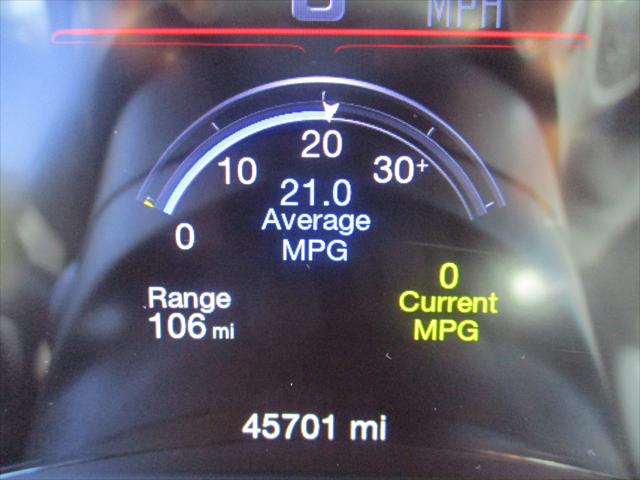 MPH
20
10
30+
21.0
0
Average
MPG
0
Range
Current
106 mi
MPG
45701 mi